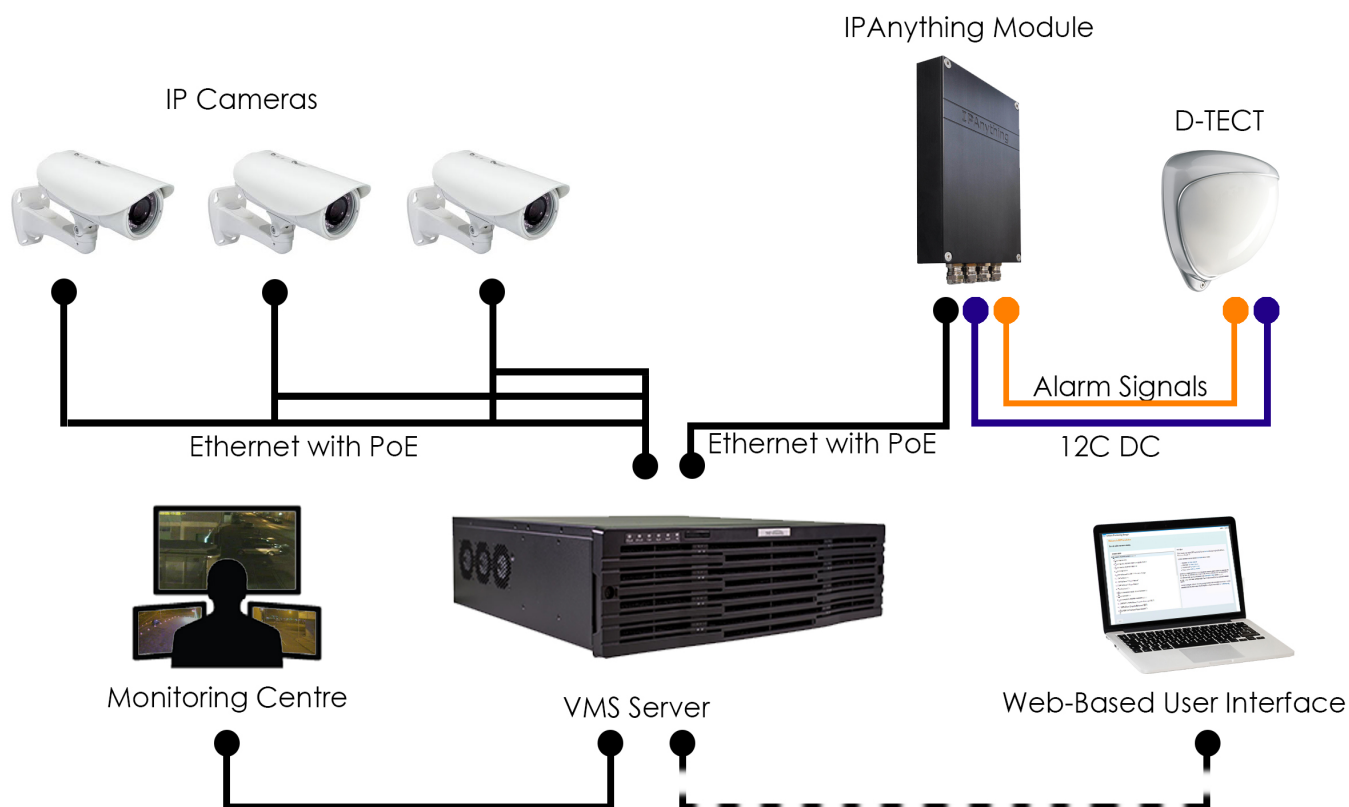 IPAnything Module
IP Cameras
D-TECT
IPAnything
Alarm Signals
Ethernet with PoE
Ethernet with PoE
12C DC
Monitoring Centre
VMS Server
Web-Based User Interface